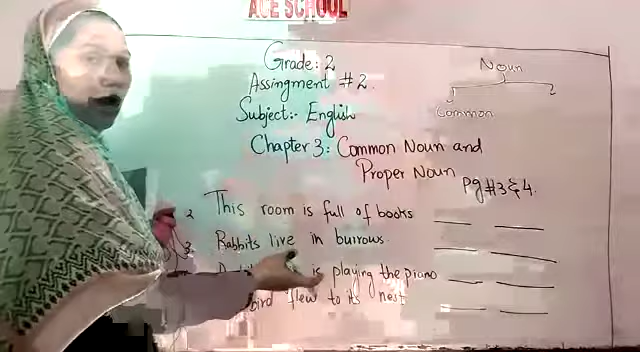 ACE SCHOOL
Grade: 2
Assingment #2.
Subject:- English
Chapter 3: Common Noun and
Proper Noun
Pg #3 & 4.
Noun
Common
2. This room is full of books
3. Rabbits live in burrows.
is playing the piano
bird flew to its nest